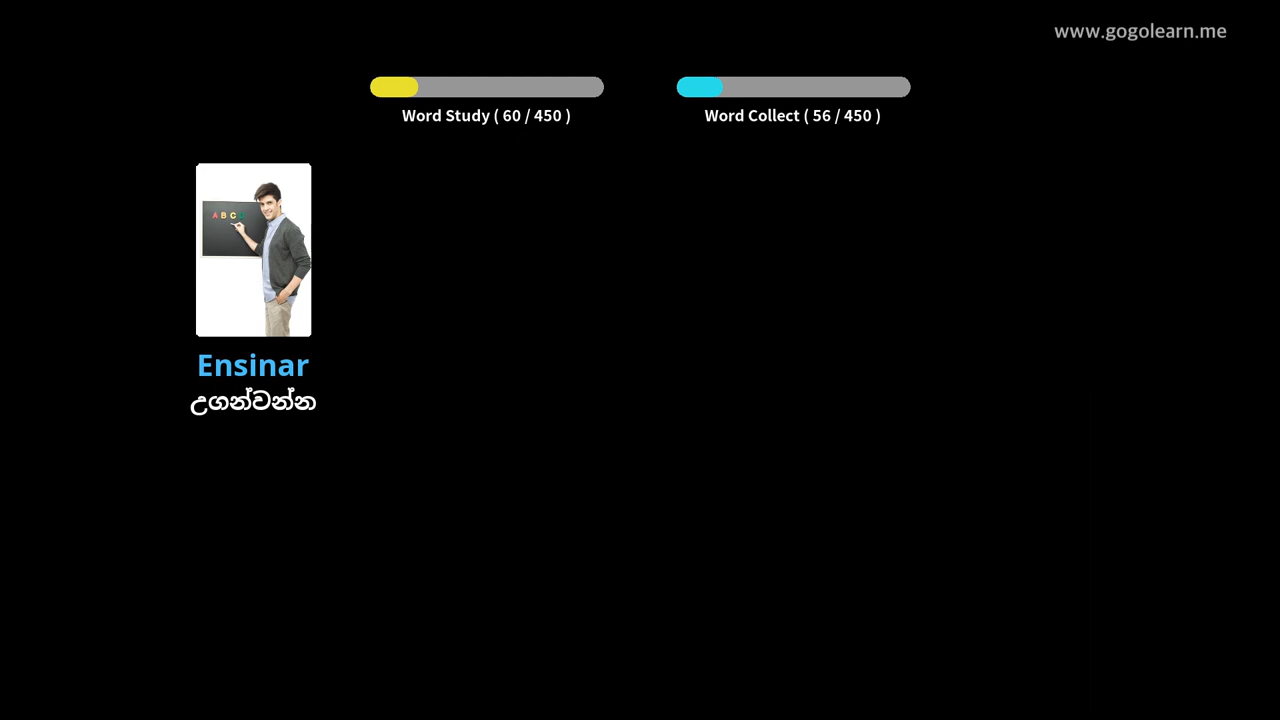 www.gogolearn.me
Word Study ( 60 / 450 )
Word Collect ( 56 / 450 )
A B C
Ensinar
උගන්වන්න